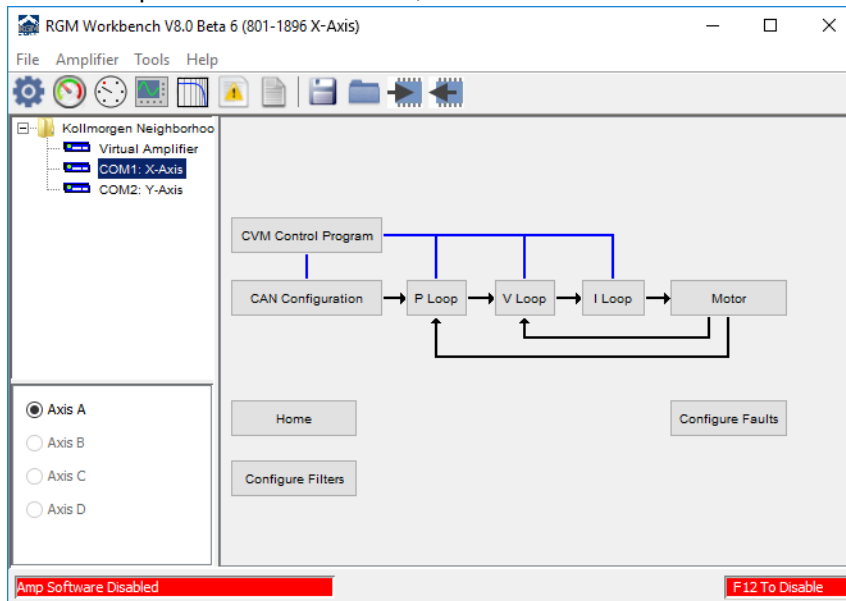 RGM Workbench V8.0 Beta 6 (801-1896 X-Axis)
File Amplifier Tools Help
Kollmorgen Neighborhoo
Virtual Amplifier
COM1: X-Axis
COM2: Y-Axis
CVM Control Program
CAN Configuration P Loop V Loop I Loop Motor
Axis A
Axis B
Axis C
Axis D
Home Configure Faults
Configure Filters
Amp Software Disabled F12 To Disable